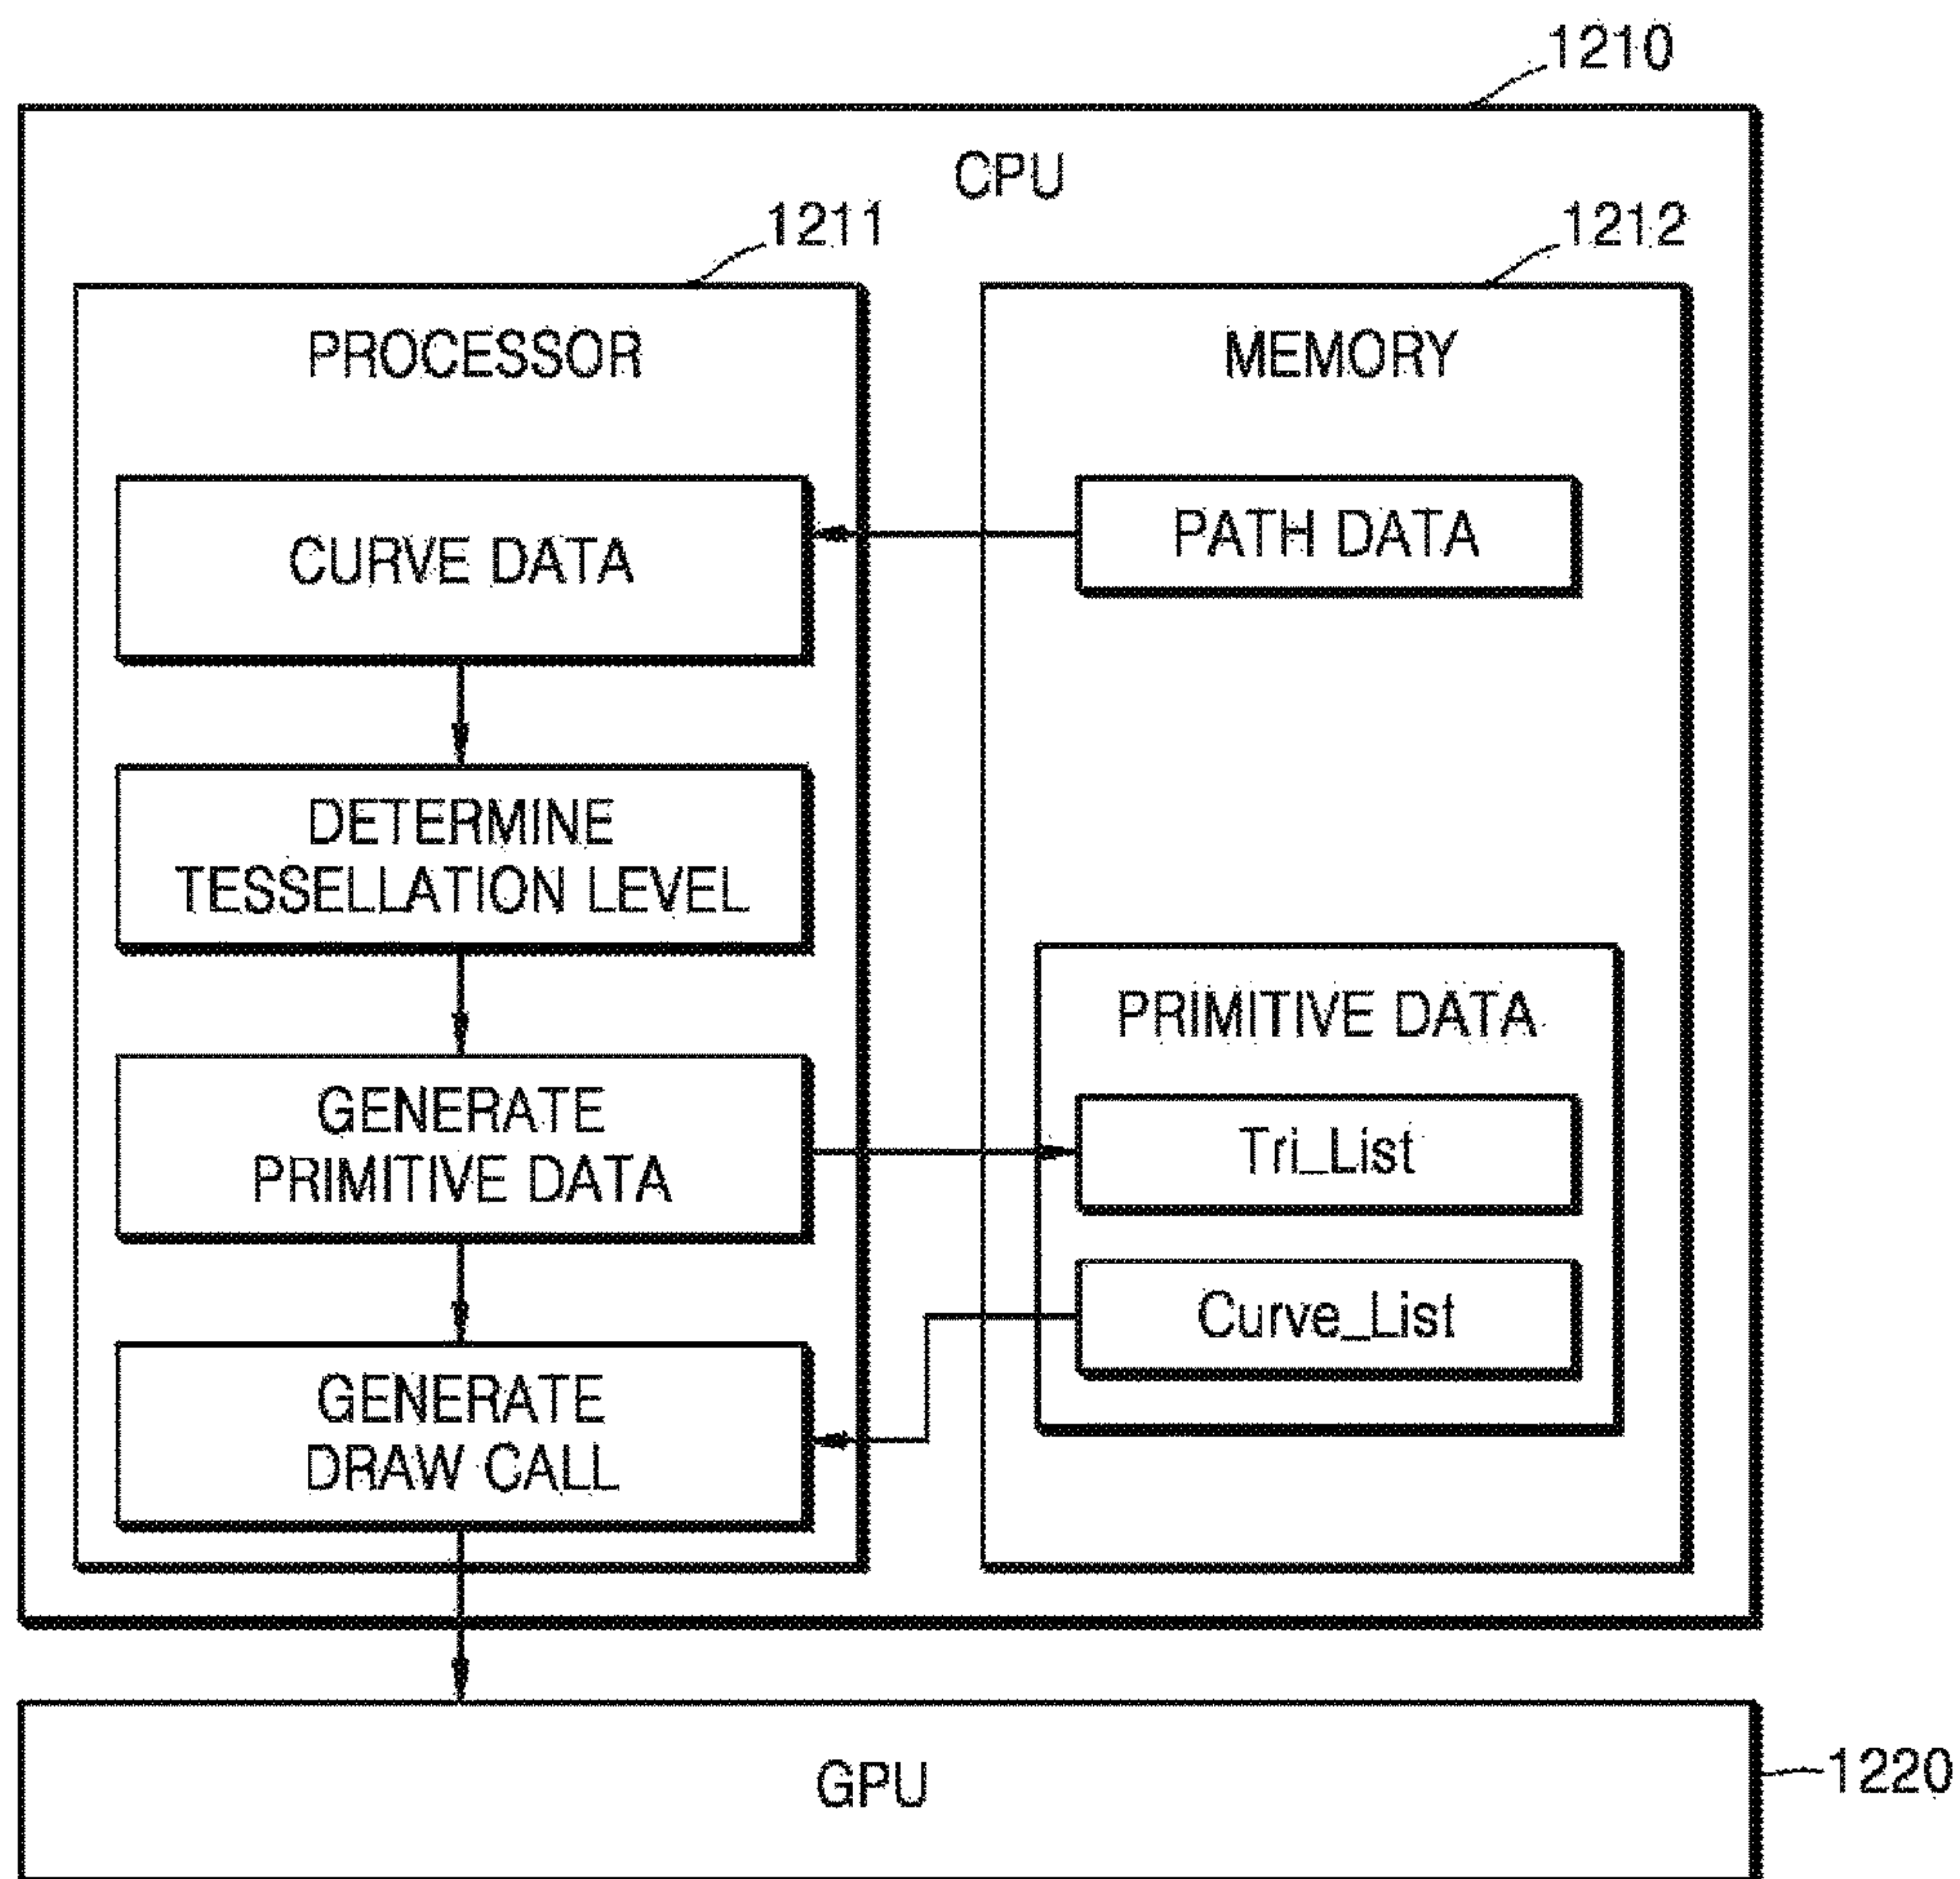 1210
CPU
1211
1212
PROCESSOR
MEMORY
CURVE DATA
PATH DATA
DETERMINE
TESSELLATION LEVEL
PRIMITIVE DATA
GENERATE
PRIMITIVE DATA
Tri_List
Curve_List
GENERATE
DRAW CALL
GPU
1220